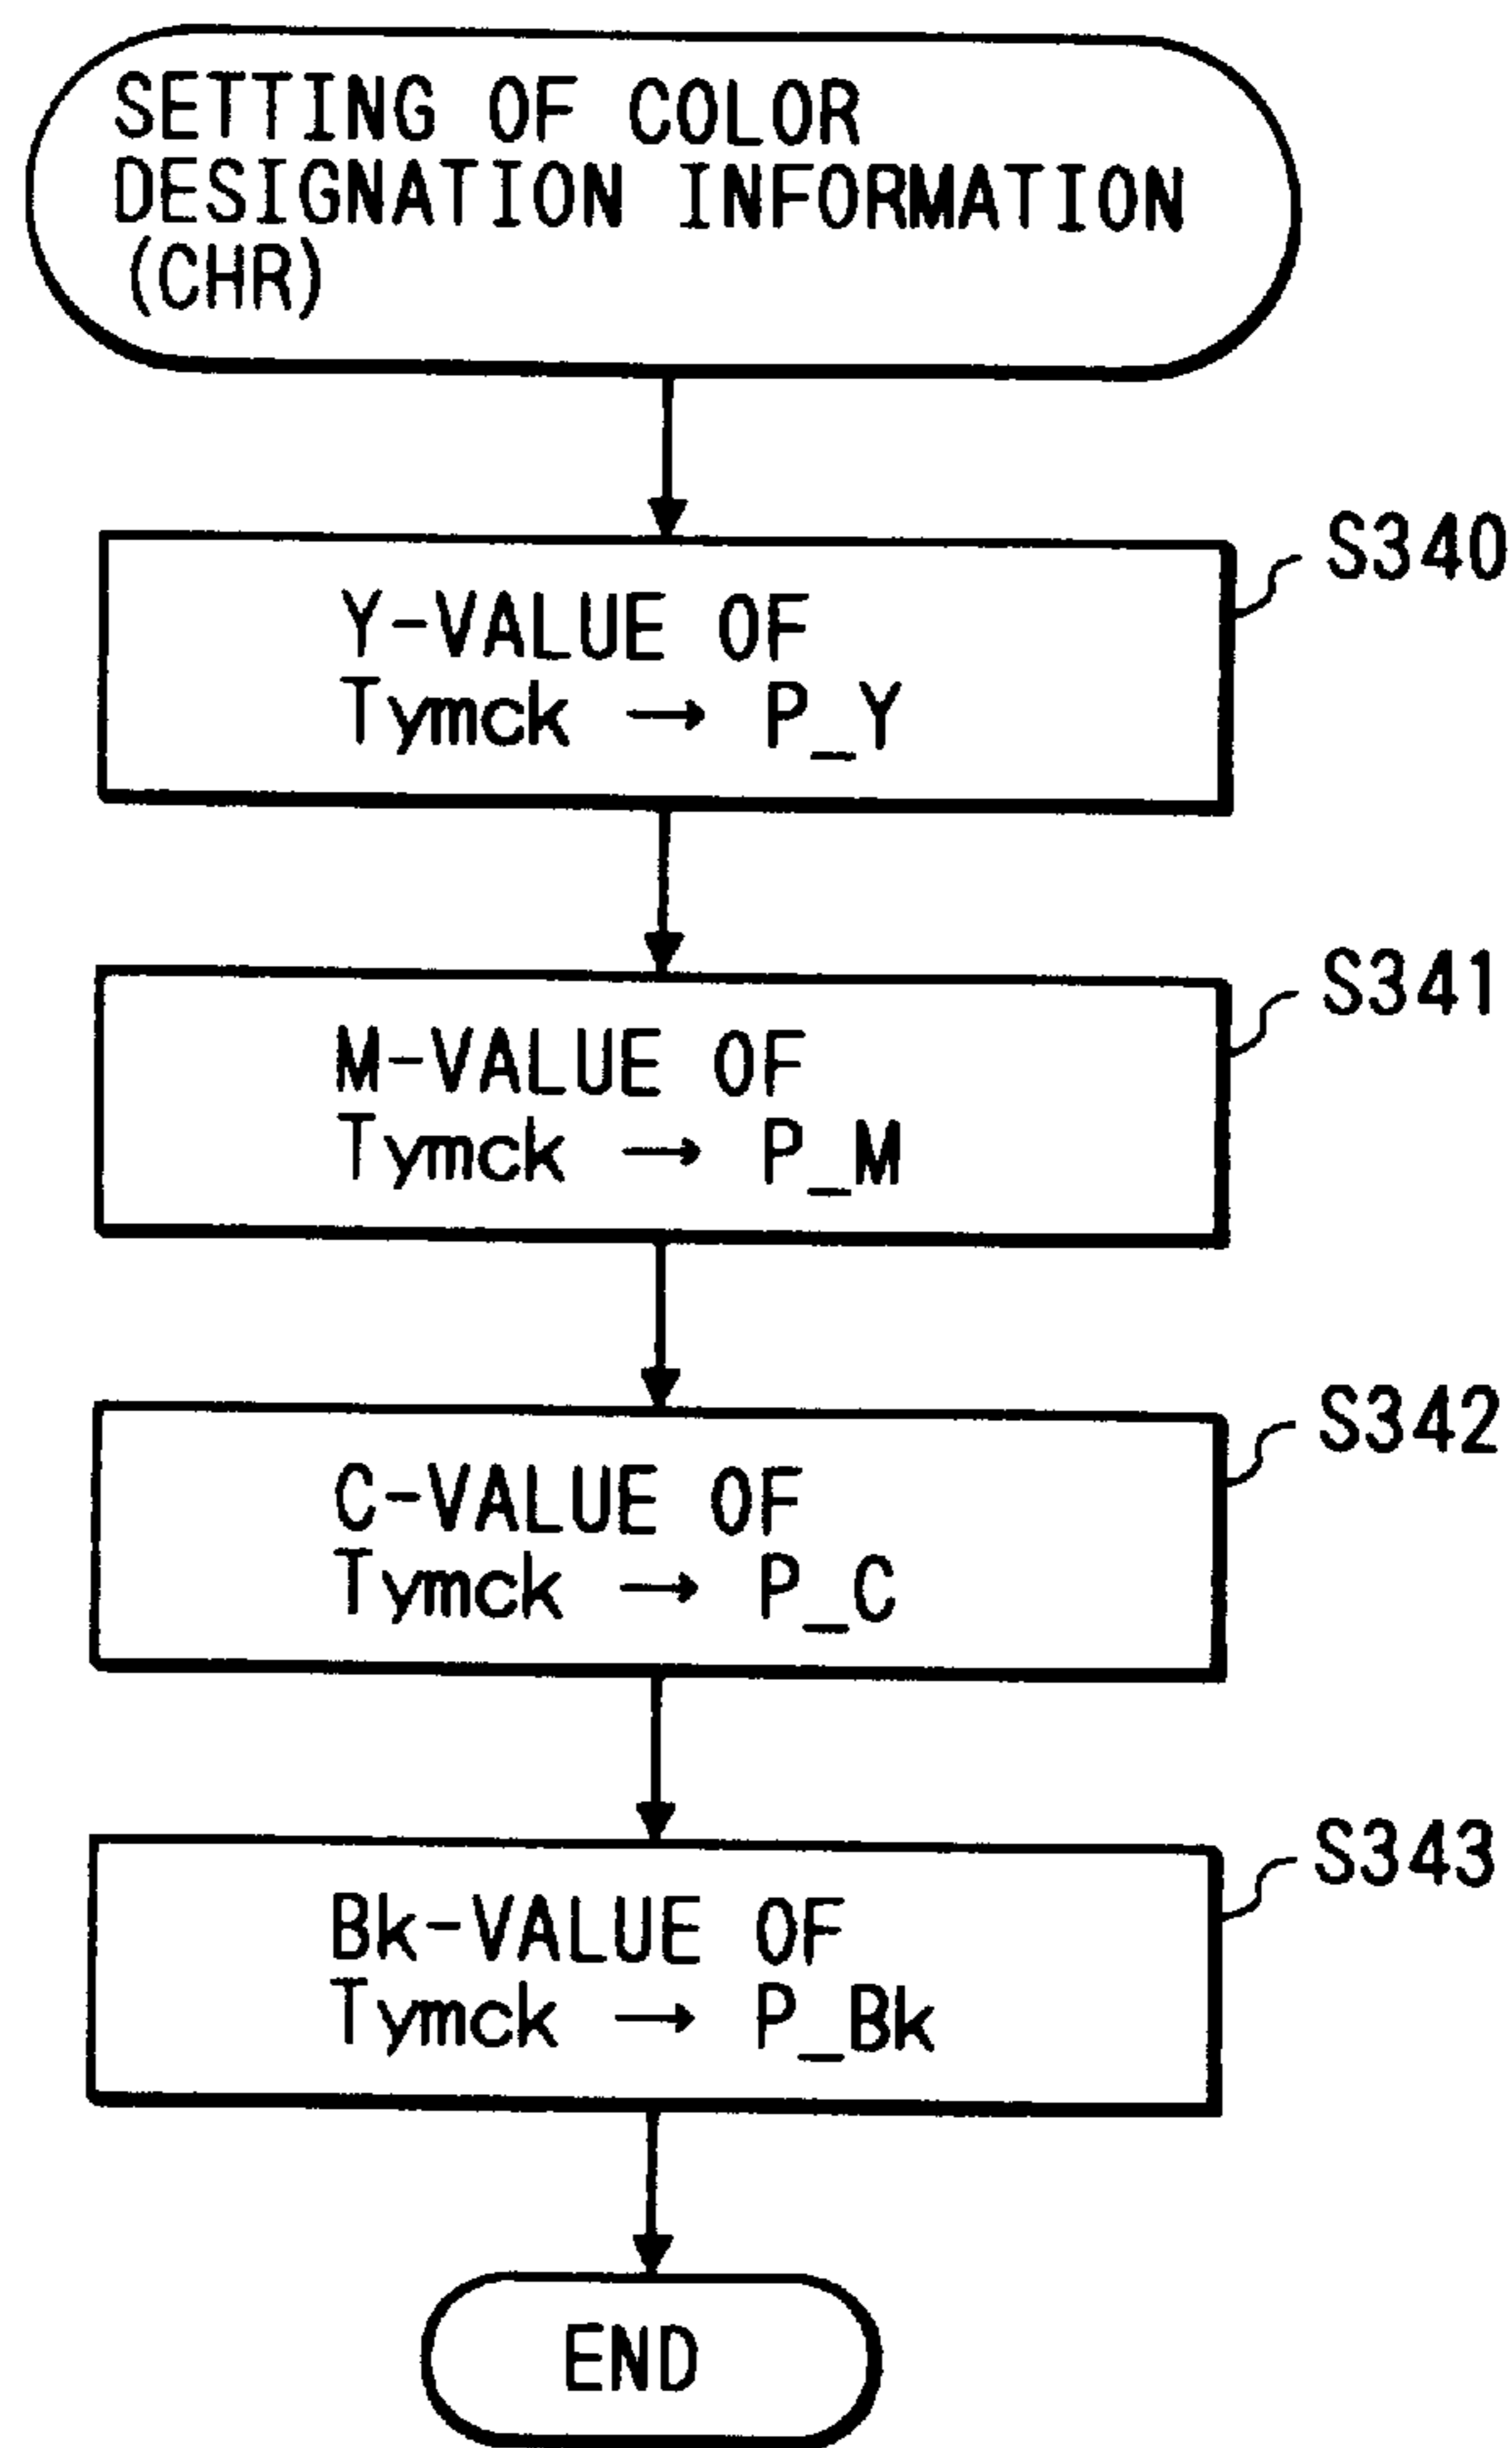 SETTING OF COLOR
DESIGNATION INFORMATION
(CHR)
S340
Y-VALUE OF
Tymck → P_Y
S341
M-VALUE OF
Tymck → P_M
S342
C-VALUE OF
Tymck → P_C
S343
Bk-VALUE OF
Tymck → P_Bk
END